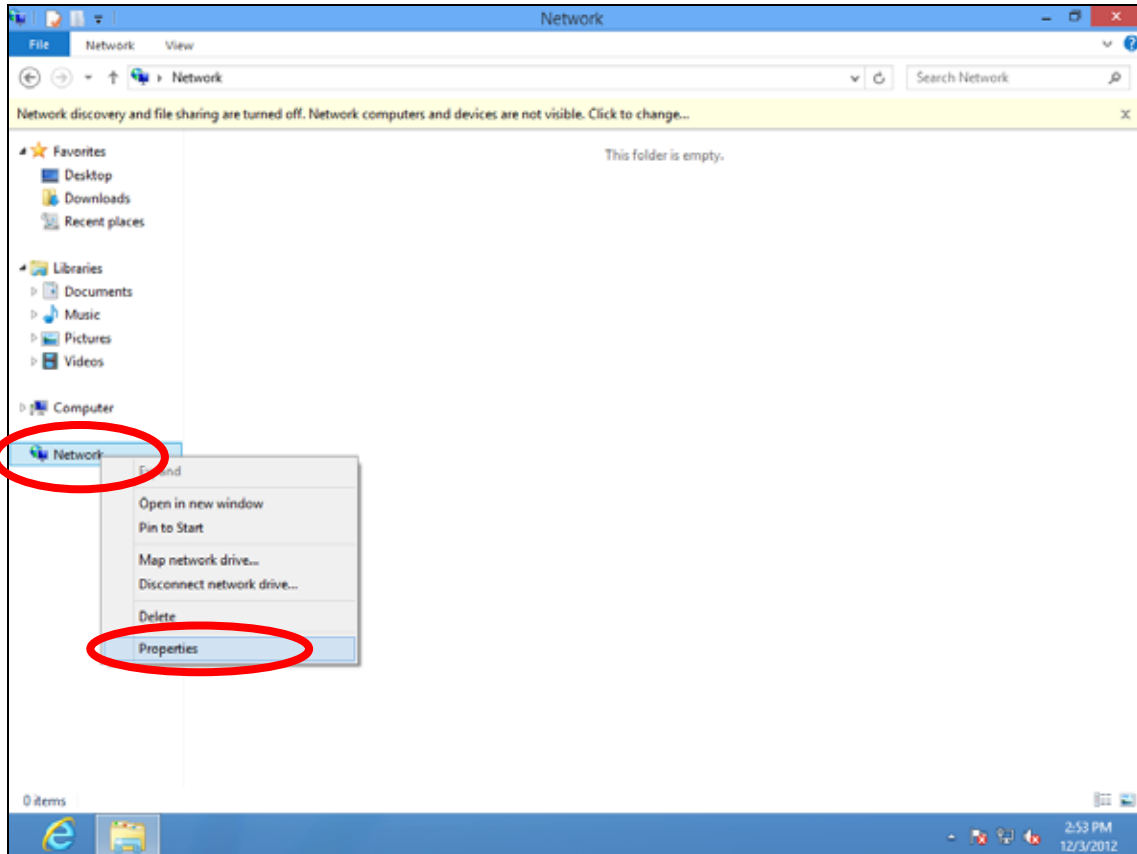 Network
File Network View
Network
Search Network
Network discovery and file sharing are turned off. Network computers and devices are not visible. Click to change...
Favorites
This folder is empty.
Desktop
Downloads
Recent places
Libraries
Documents
Music
Pictures
Videos
Computer
Network
Expand
Open in new window
Pin to Start
Map network drive...
Disconnect network drive...
Delete
Properties
0 items
2:53 PM
12/3/2012